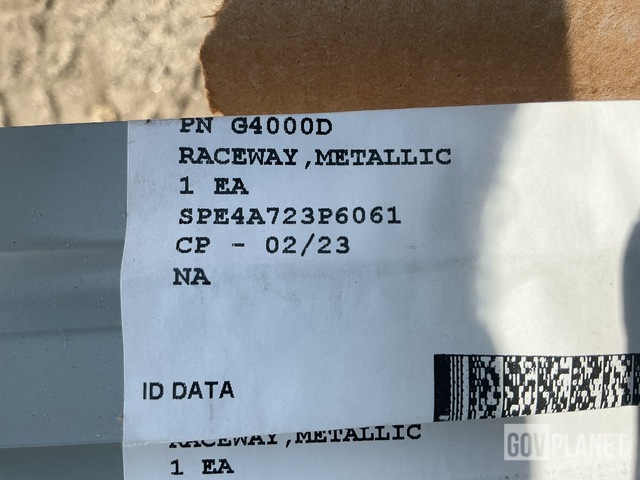 PN G4000D
RACEWAY,METALLIC
1 EA
SPE4A723P6061
CP - 02/23
NA
ID DATA
RACEWAY,METALLIC
1 EA
GOVPLANET